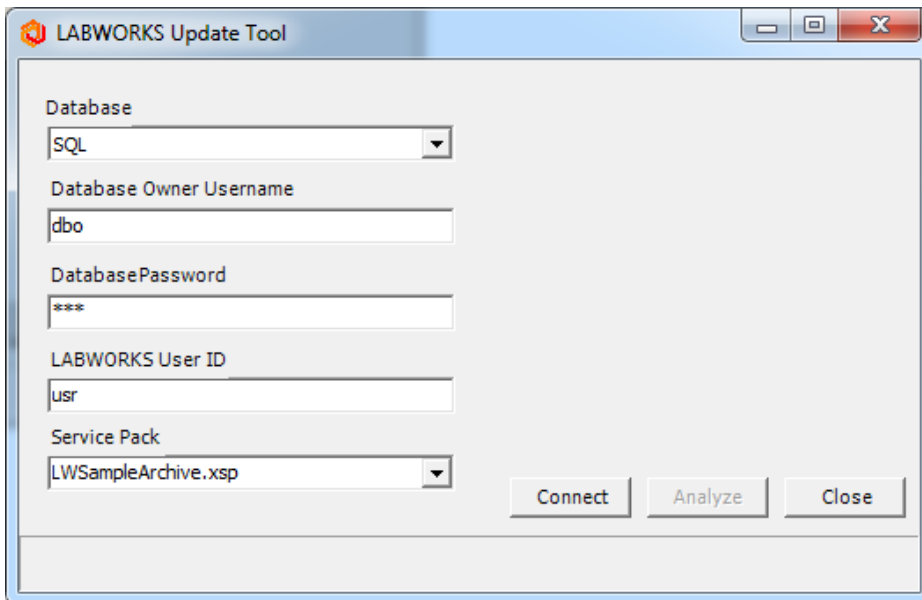 LABWORKS Update Tool
Database
SQL
Database Owner Username
dbo
DatabasePassword
***
LABWORKS User ID
usr
Service Pack
LWSampleArchive.xsp
Connect Analyze Close